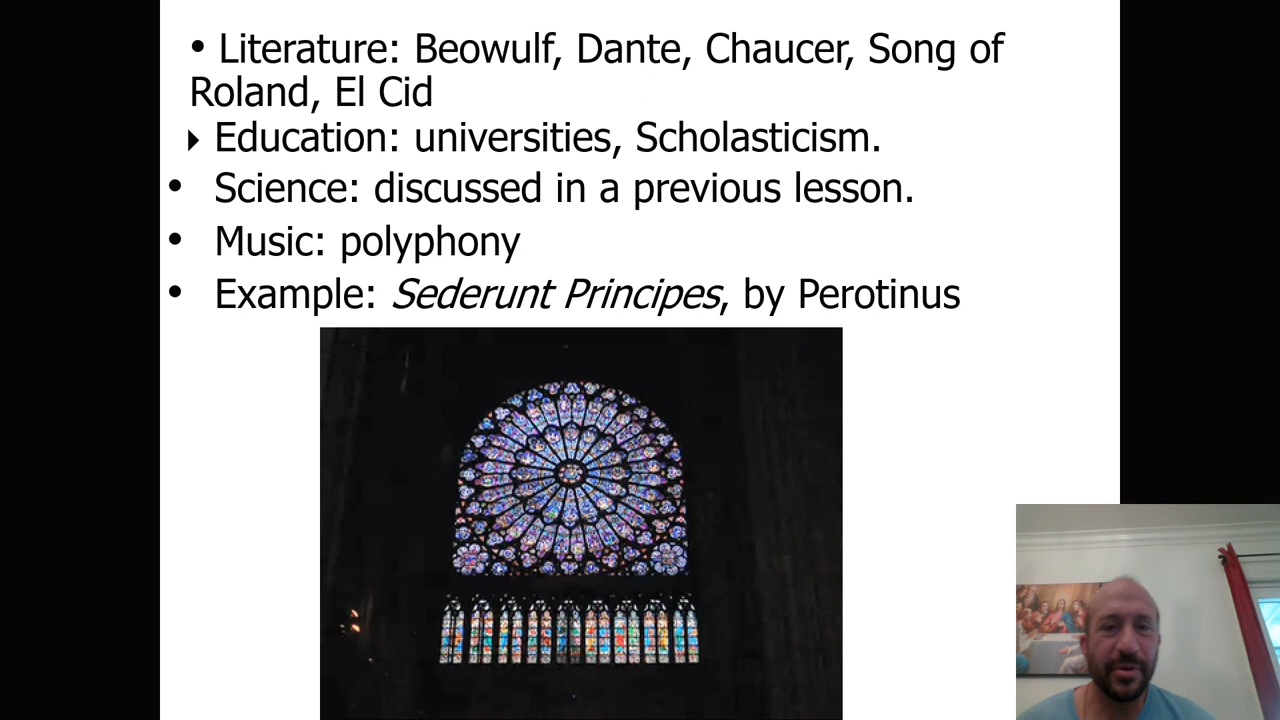 • Literature: Beowulf, Dante, Chaucer, Song of
Roland, El Cid
‣ Education: universities, Scholasticism.
• Science: discussed in a previous lesson.
• Music: polyphony
• Example: Sederunt Principes, by Perotinus